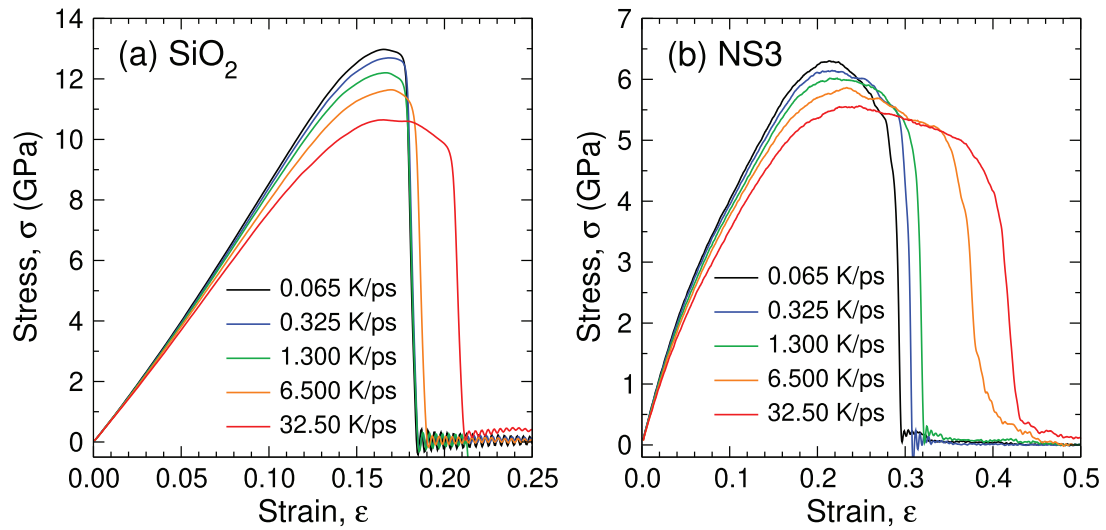 (a) SiO₂
Stress, σ (GPa)
14
12
10
8
6
4
2
0
0.065 K/ps
0.325 K/ps
1.300 K/ps
6.500 K/ps
32.50 K/ps
0.00 0.05 0.10 0.15 0.20 0.25
Strain, ε
(b) NS3
Stress, σ (GPa)
7
6
5
4
3
2
1
0
0.065 K/ps
0.325 K/ps
1.300 K/ps
6.500 K/ps
32.50 K/ps
0.0 0.1 0.2 0.3 0.4 0.5
Strain, ε